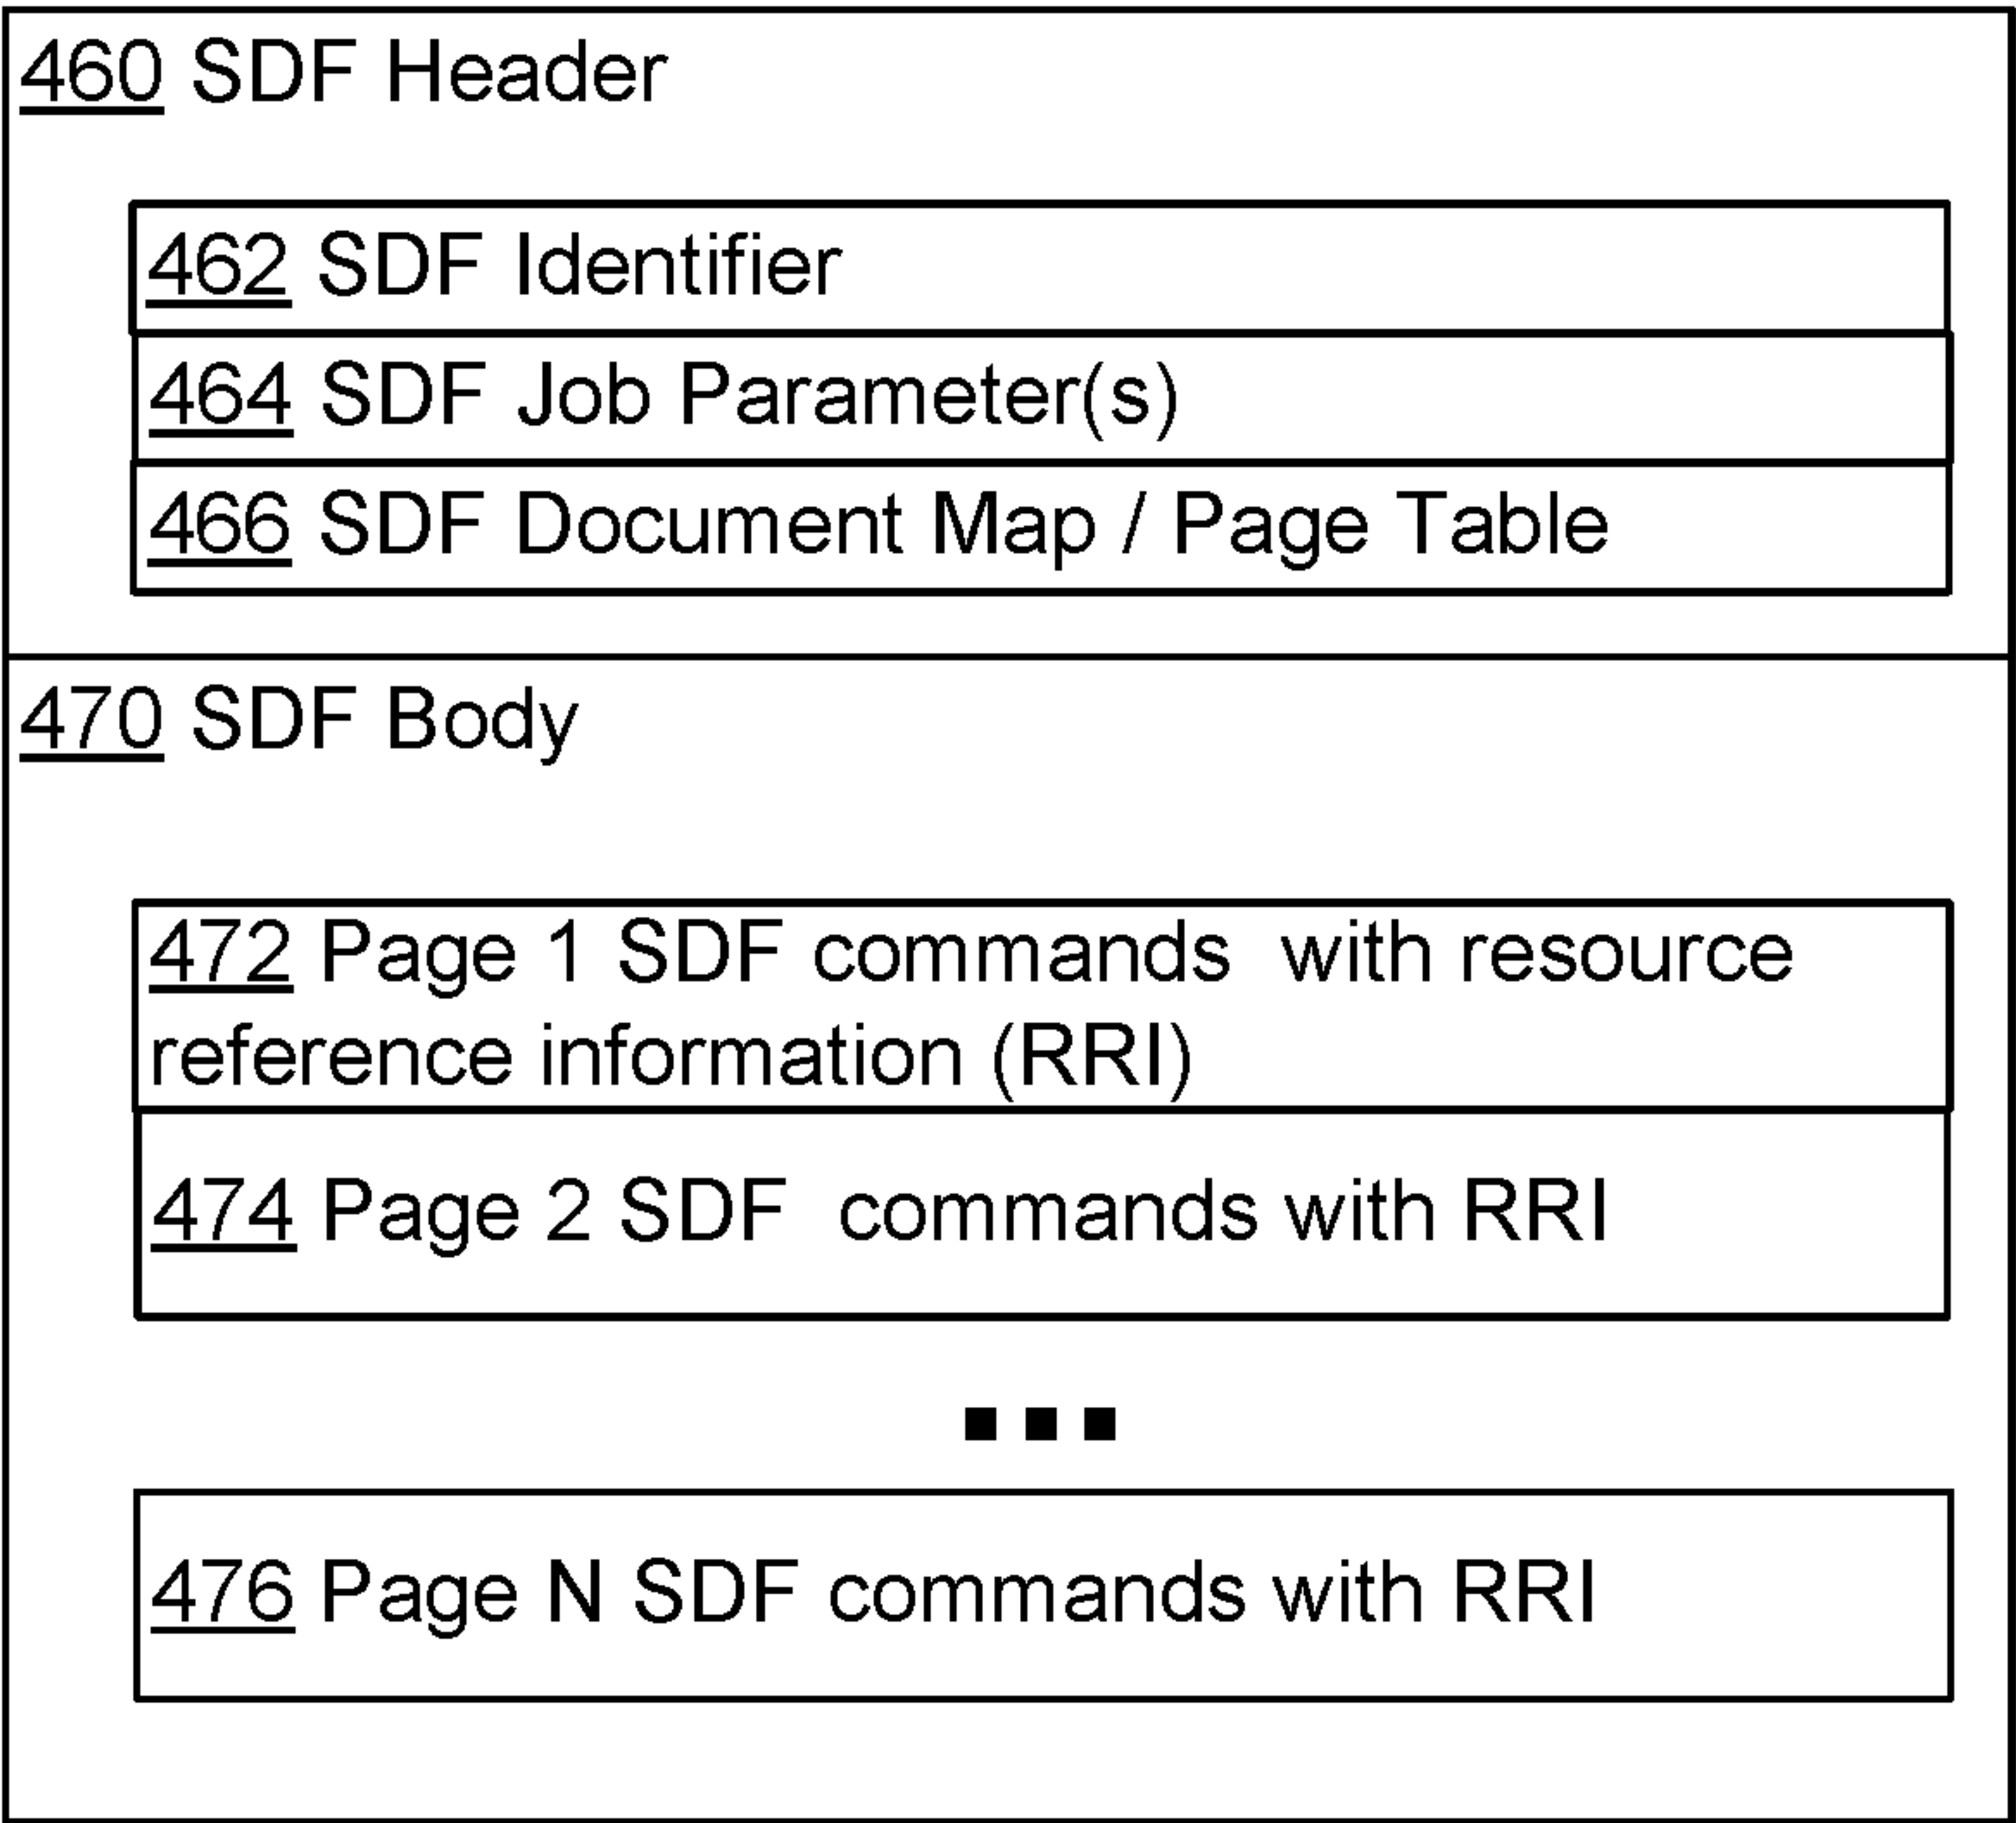 460 SDF Header
462 SDF Identifier
464 SDF Job Parameter(s)
466 SDF Document Map / Page Table
470 SDF Body
472 Page 1 SDF commands with resource
reference information (RRI)
474 Page 2 SDF commands with RRI
476 Page N SDF commands with RRI